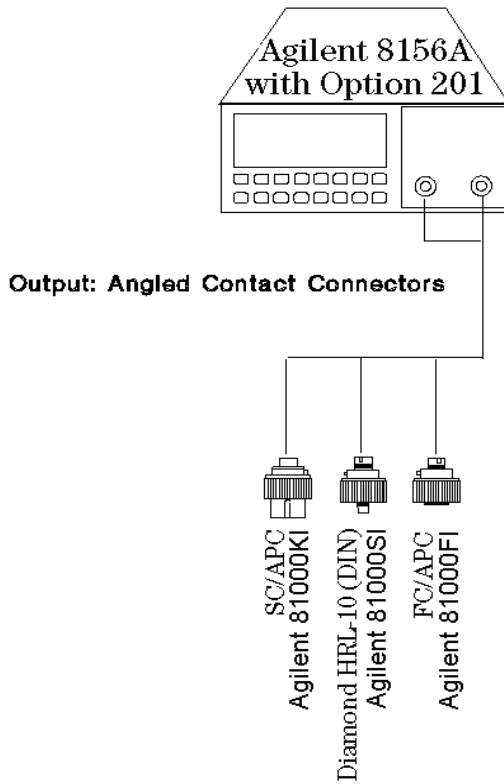 Agilent 8156A
with Option 201
Output: Angled Contact Connectors
SC/APC
Agilent 81000KI
Diamond HRL-10 (DIN)
Agilent 81000SI
FC/APC
Agilent 81000FI